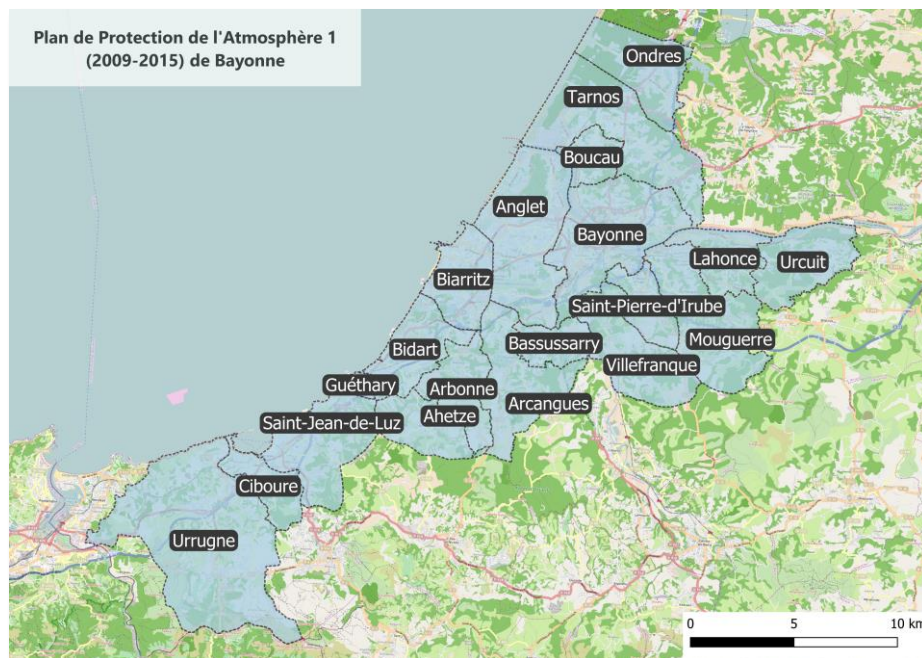 Plan de Protection de l'Atmosphère 1
(2009-2015) de Bayonne
Ondres
Tarnos
Boucau
Anglet
Bayonne
Lahonce
Urcuit
Biarritz
Saint-Pierre-d'Irube
Mouguerre
Bidart
Bassussarry
Villefranque
Guéthary
Arbonne
Arcangues
Saint-Jean-de-Luz
Ahetze
Ciboure
Urrugne
0 5 10 km